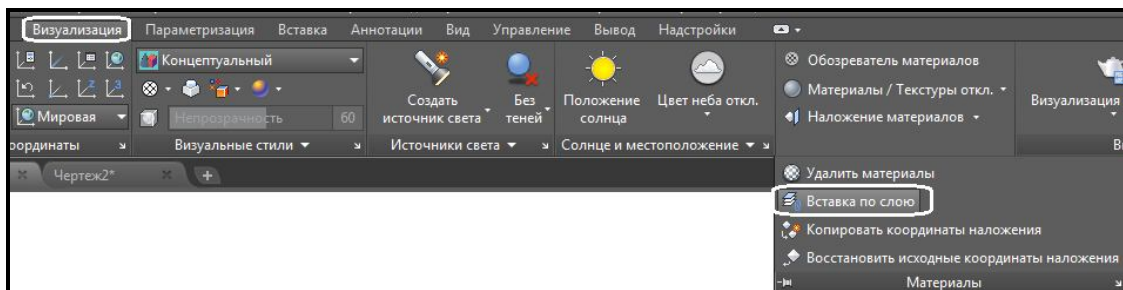 Визуализация Параметризация Вставка Аннотации Вид Управление Вывод Надстройки
Концептуальный
Мировая
Непрозрачность 60
Создать источник света
Без теней
Положение солнца
Цвет неба откл.
Обозреватель материалов
Материалы / Текстуры откл.
Наложение материалов
Визуализация
ординаты Визуальные стили Источники света Солнце и местоположение
Чертеж2*
Удалить материалы
Вставка по слою
Копировать координаты наложения
Восстановить исходные координаты наложения
Материалы